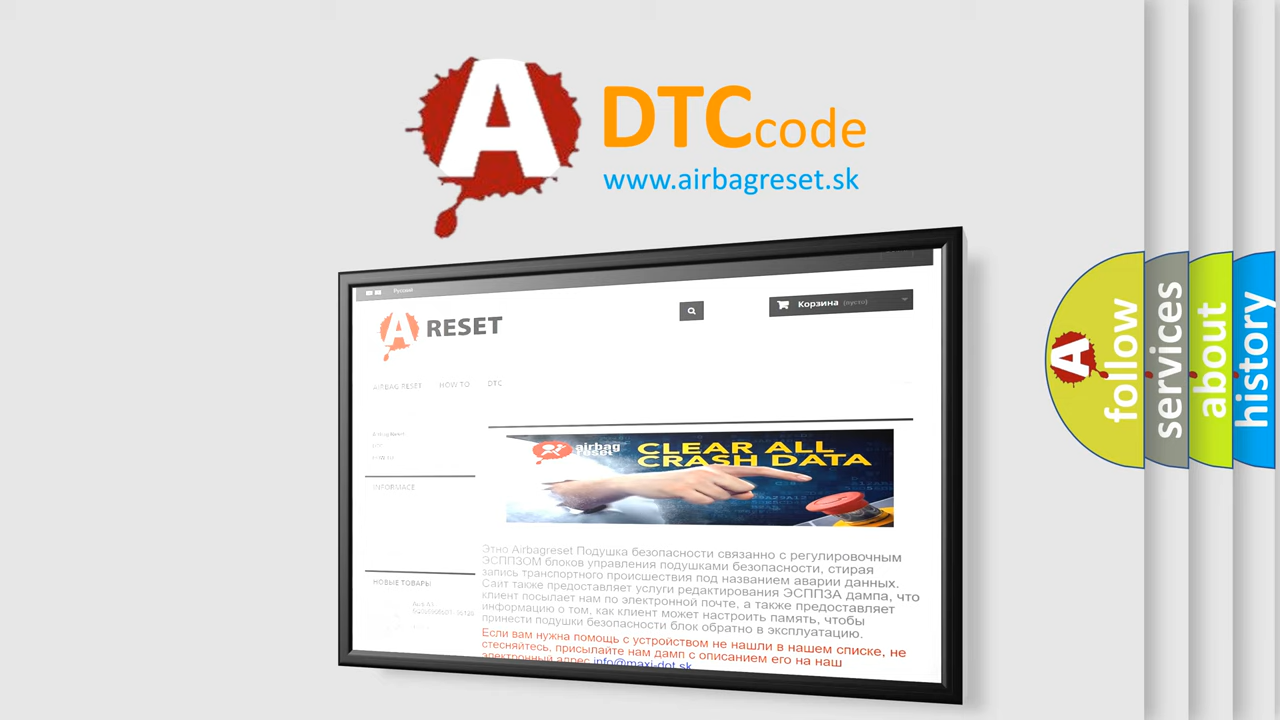 A DTC code
www.airbagreset.sk
Русский
Корзина (пусто)
A RESET
AIRBAG RESET HOW TO DTC
INFORMACE
airbag
reset
CLEAR ALL
CRASH DATA
Этно Airbagreset Подушка безопасности связанно с регулировочным
ЭСППЗОМ блоков управления подушками безопасности, стирая
запись транспортного происшествия под названием аварии данных.
Сайт также предоставляет услуги редактирования ЭСППЗА дампа, что
клиент посылает нам по электронной почте, а также предоставляет
информацию о том, как клиент может настроить память, чтобы
принести подушки безопасности блок обратно в эксплуатацию.
Если вам нужна помощь с устройством не нашли в нашем списке, не
стесняйтесь, присылайте нам дамп с описанием его на наш
электронный адрес info@maxi-dot.sk
НОВЫЕ ТОВАРЫ
A follow
services
about
history